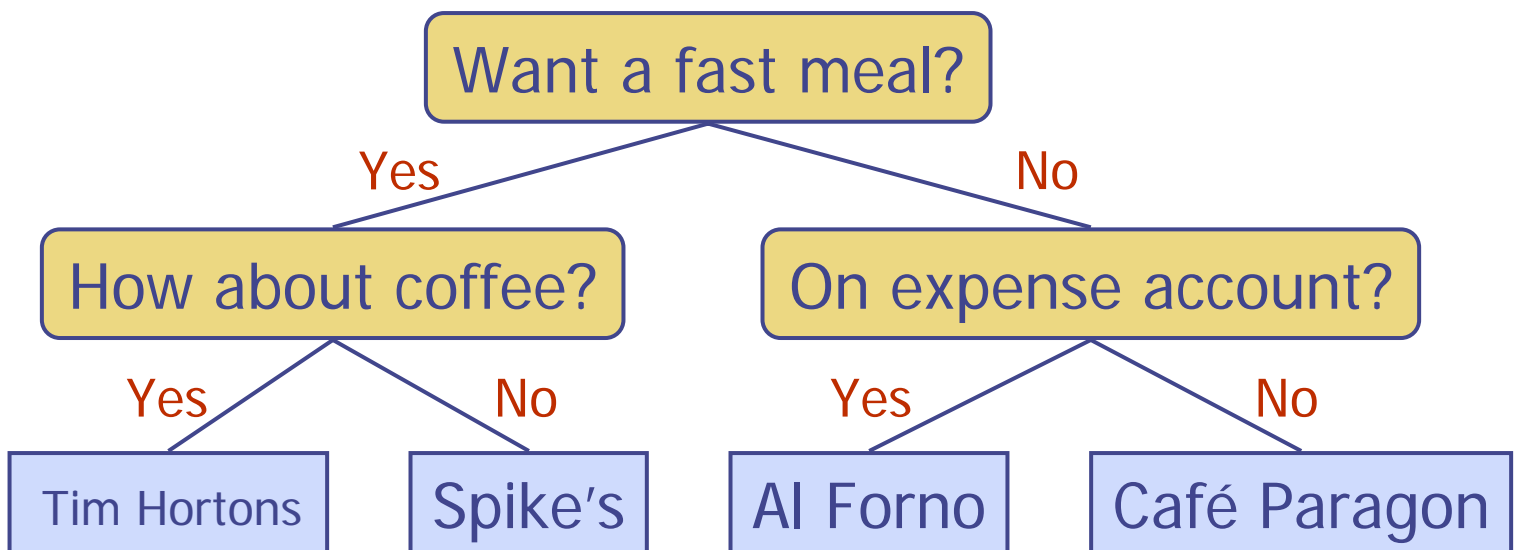 Want a fast meal?
Yes
No
How about coffee?
On expense account?
Yes
No
Yes
No
Tim Hortons
Spike's
Al Forno
Café Paragon